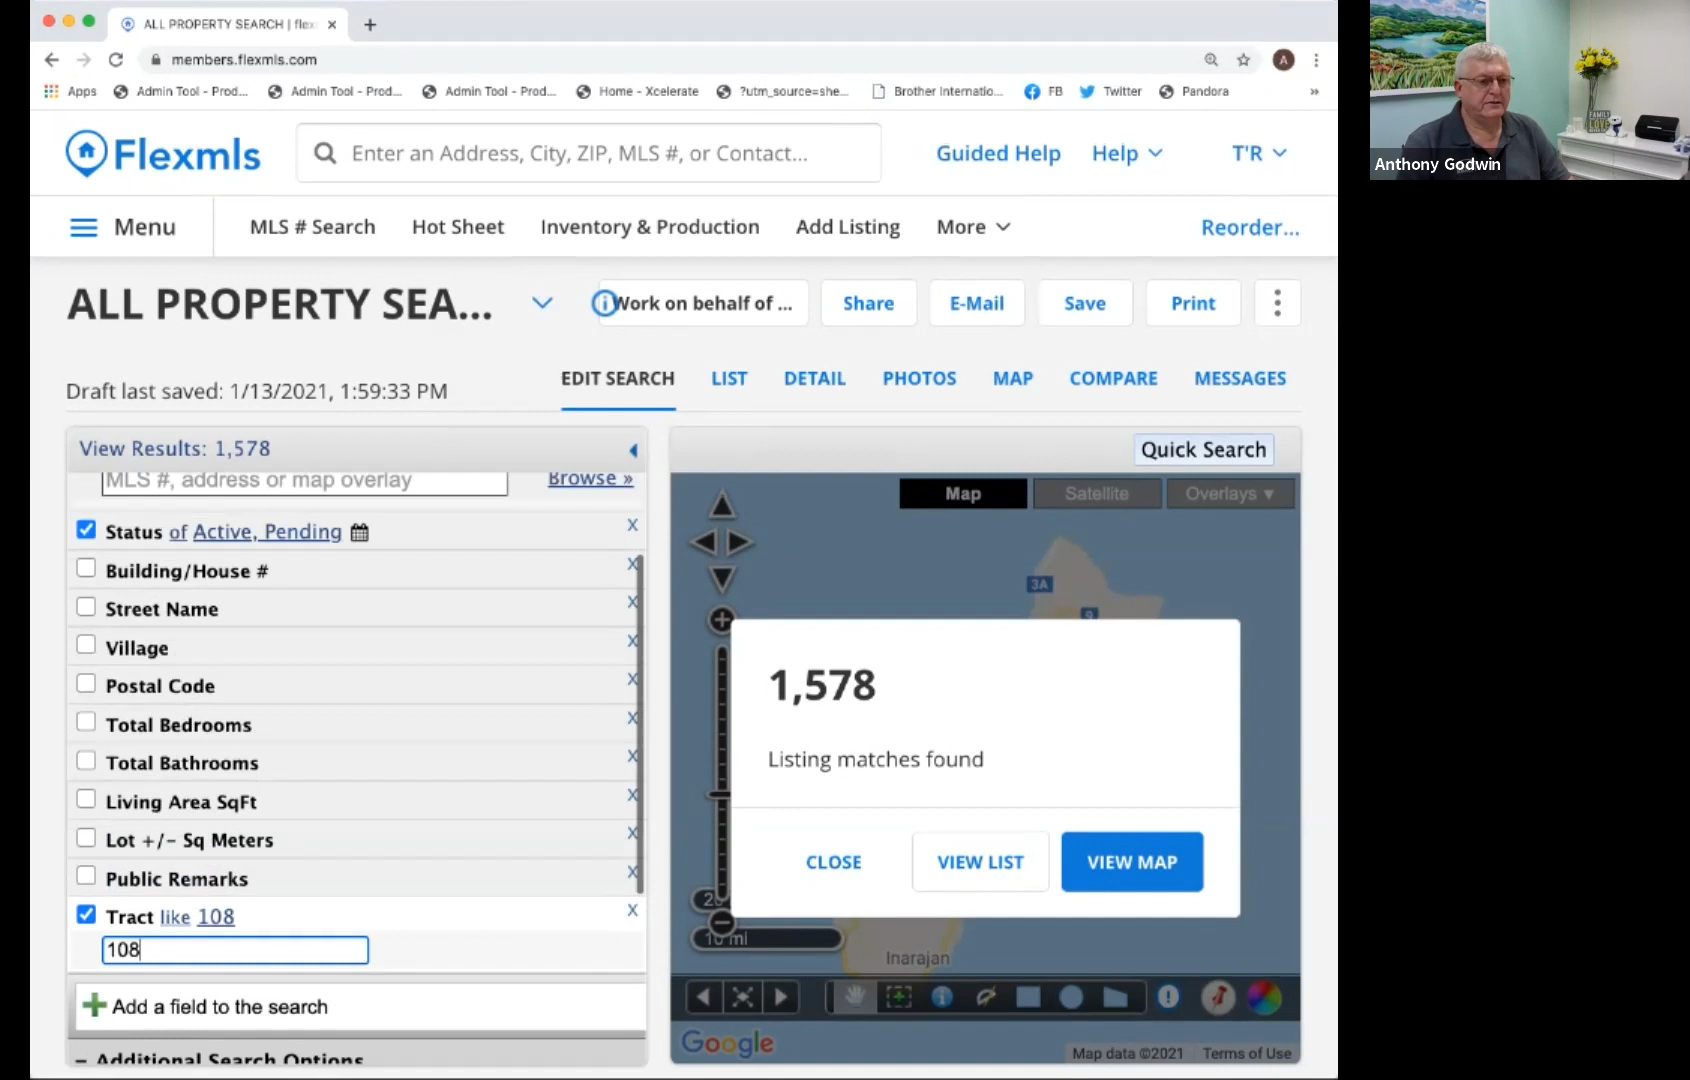 ALL PROPERTY SEARCH | flex
members.flexmls.com
Apps
Admin Tool - Prod...
Admin Tool - Prod...
Admin Tool - Prod...
Home - Xcelerate
?utm_source=she...
Brother Internatio...
FB
Twitter
Pandora
»
Flexmls
Enter an Address, City, ZIP, MLS #, or Contact...
Guided Help
Help
T'R
Menu
MLS # Search
Hot Sheet
Inventory & Production
Add Listing
More
Reorder...
ALL PROPERTY SEA...
Work on behalf of ...
Share
E-Mail
Save
Print
Draft last saved: 1/13/2021, 1:59:33 PM
EDIT SEARCH
LIST
DETAIL
PHOTOS
MAP
COMPARE
MESSAGES
View Results: 1,578
MLS #, address or map overlay
Browse »
Status of Active, Pending
X
Building/House #
X
Street Name
X
Village
X
Postal Code
X
Total Bedrooms
X
Total Bathrooms
X
Living Area SqFt
X
Lot +/- Sq Meters
X
Public Remarks
X
Tract like 108
X
108
Add a field to the search
– Additional Search Options
Quick Search
Map
Satellite
Overlays ▼
3A
9
1,578
Listing matches found
CLOSE
VIEW LIST
VIEW MAP
10 mi
Inarajan
Google
Map data ©2021
Terms of Use
A
Anthony Godwin
FAMILY
LOVE